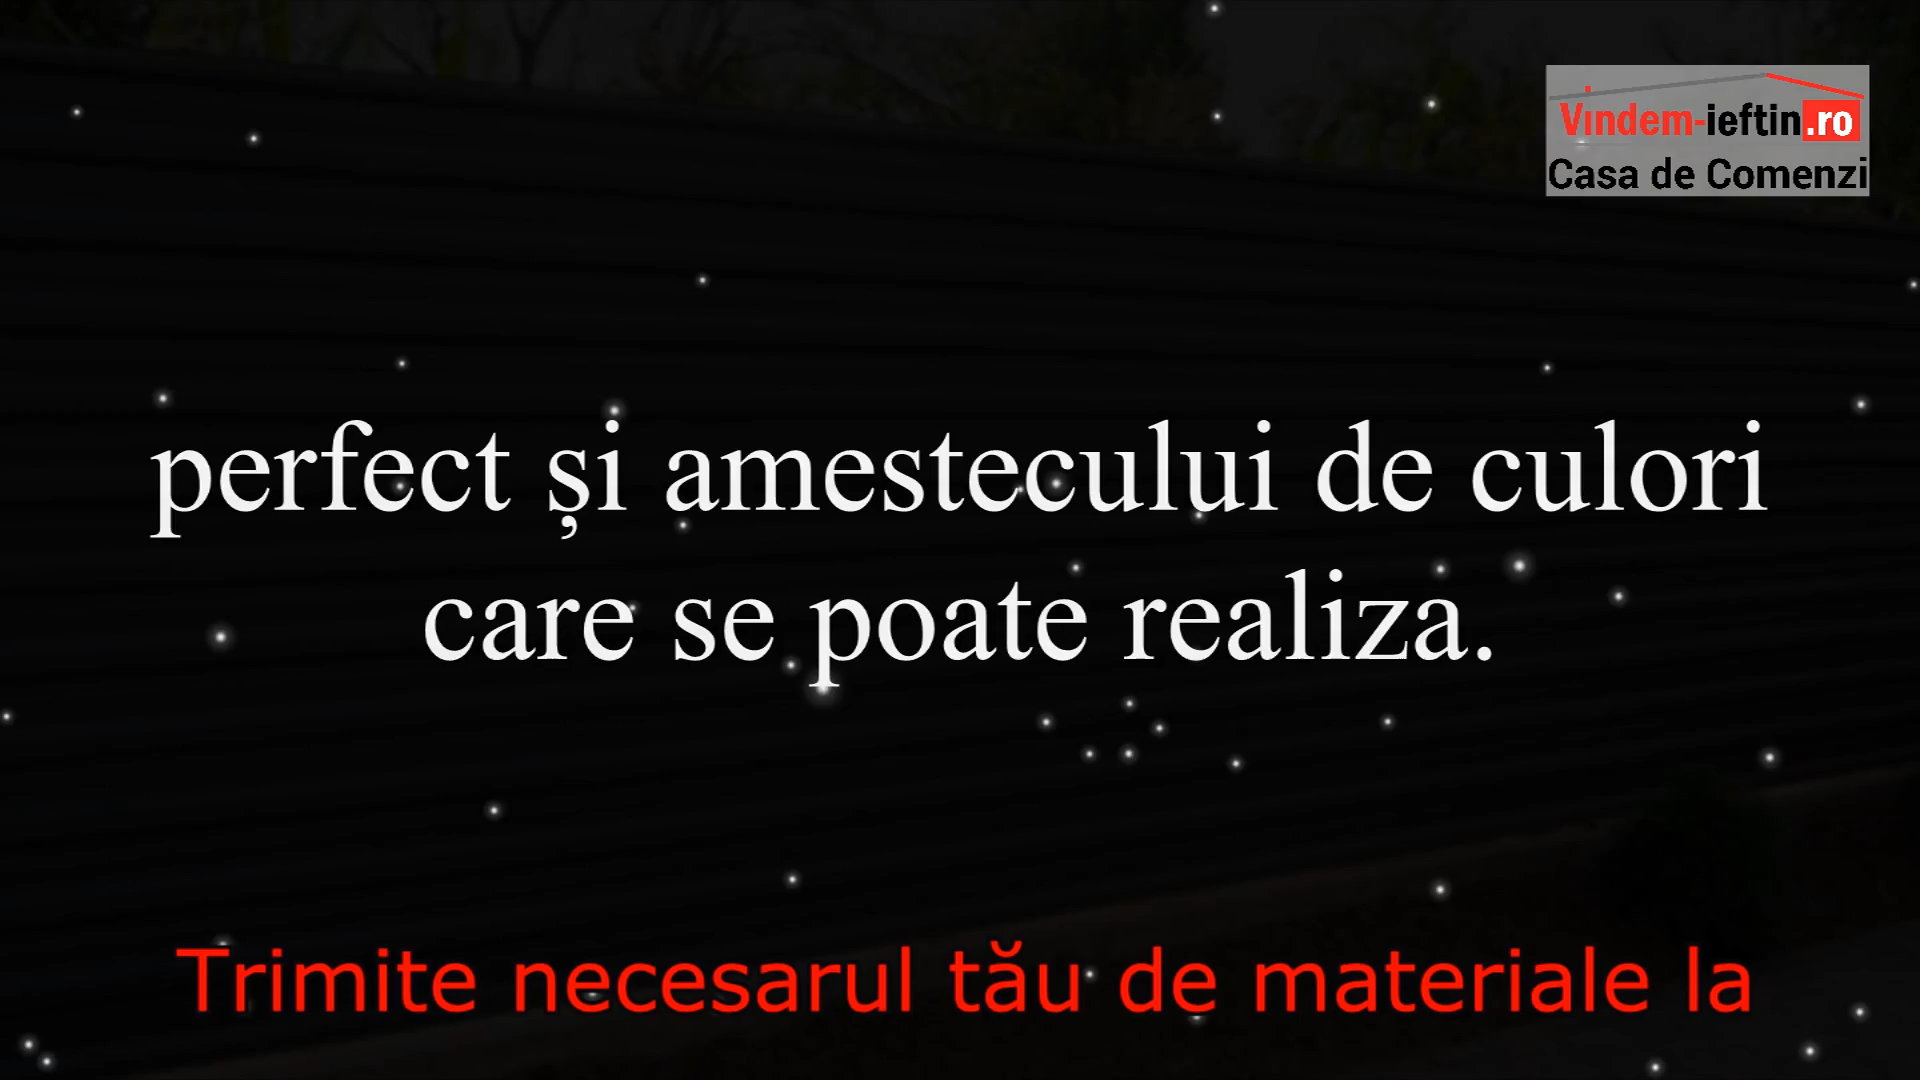 Vindem-ieftin.ro
Casa de Comenzi
perfect și amestecului de culori
care se poate realiza.
Trimite necesarul tău de materiale la